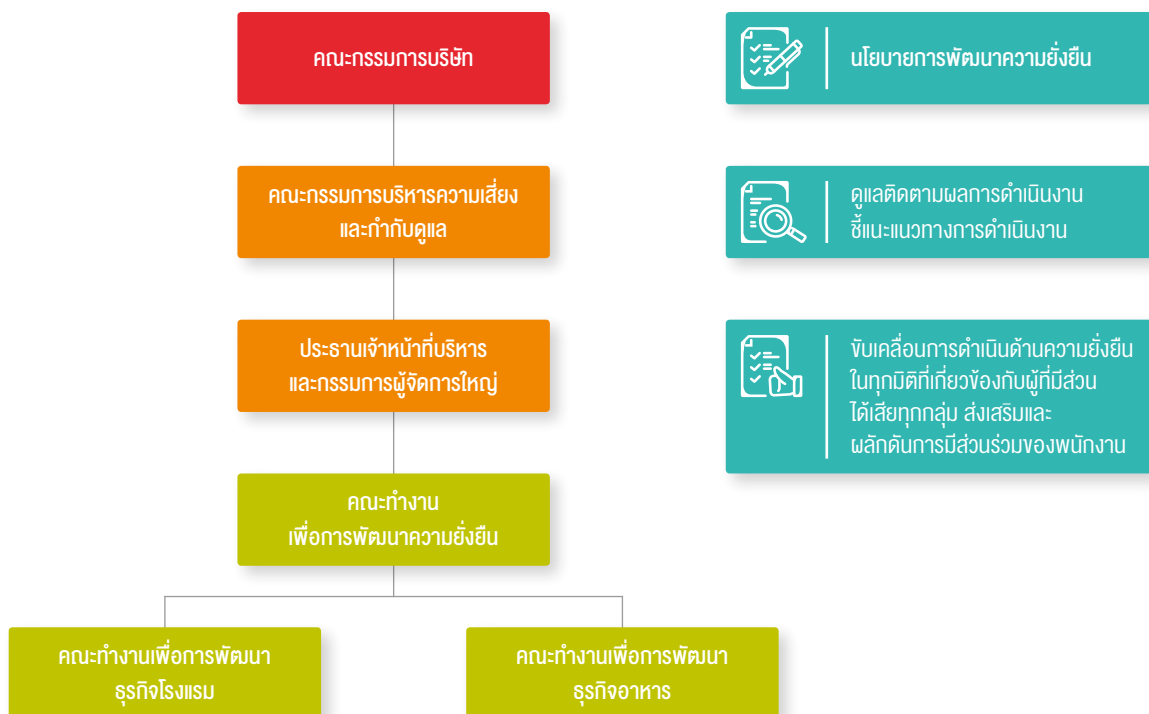 คณะกรรมการบริษัท
นโยบายการพัฒนาความยั่งยืน
คณะกรรมการบริหารความเสี่ยง
และกำกับดูแล
ดูแลติดตามผลการดำเนินงาน
ชี้แนะแนวทางการดำเนินงาน
ประธานเจ้าหน้าที่บริหาร
และกรรมการผู้จัดการใหญ่
ขับเคลื่อนการดำเนินด้านความยั่งยืน
ในทุกมิติที่เกี่ยวข้องกับผู้ที่มีส่วน
ได้เสียทุกกลุ่ม ส่งเสริมและ
ผลักดันการมีส่วนร่วมของพนักงาน
คณะทำงาน
เพื่อการพัฒนาความยั่งยืน
คณะทำงานเพื่อการพัฒนา
ธุรกิจโรงแรม
คณะทำงานเพื่อการพัฒนา
ธุรกิจอาหาร